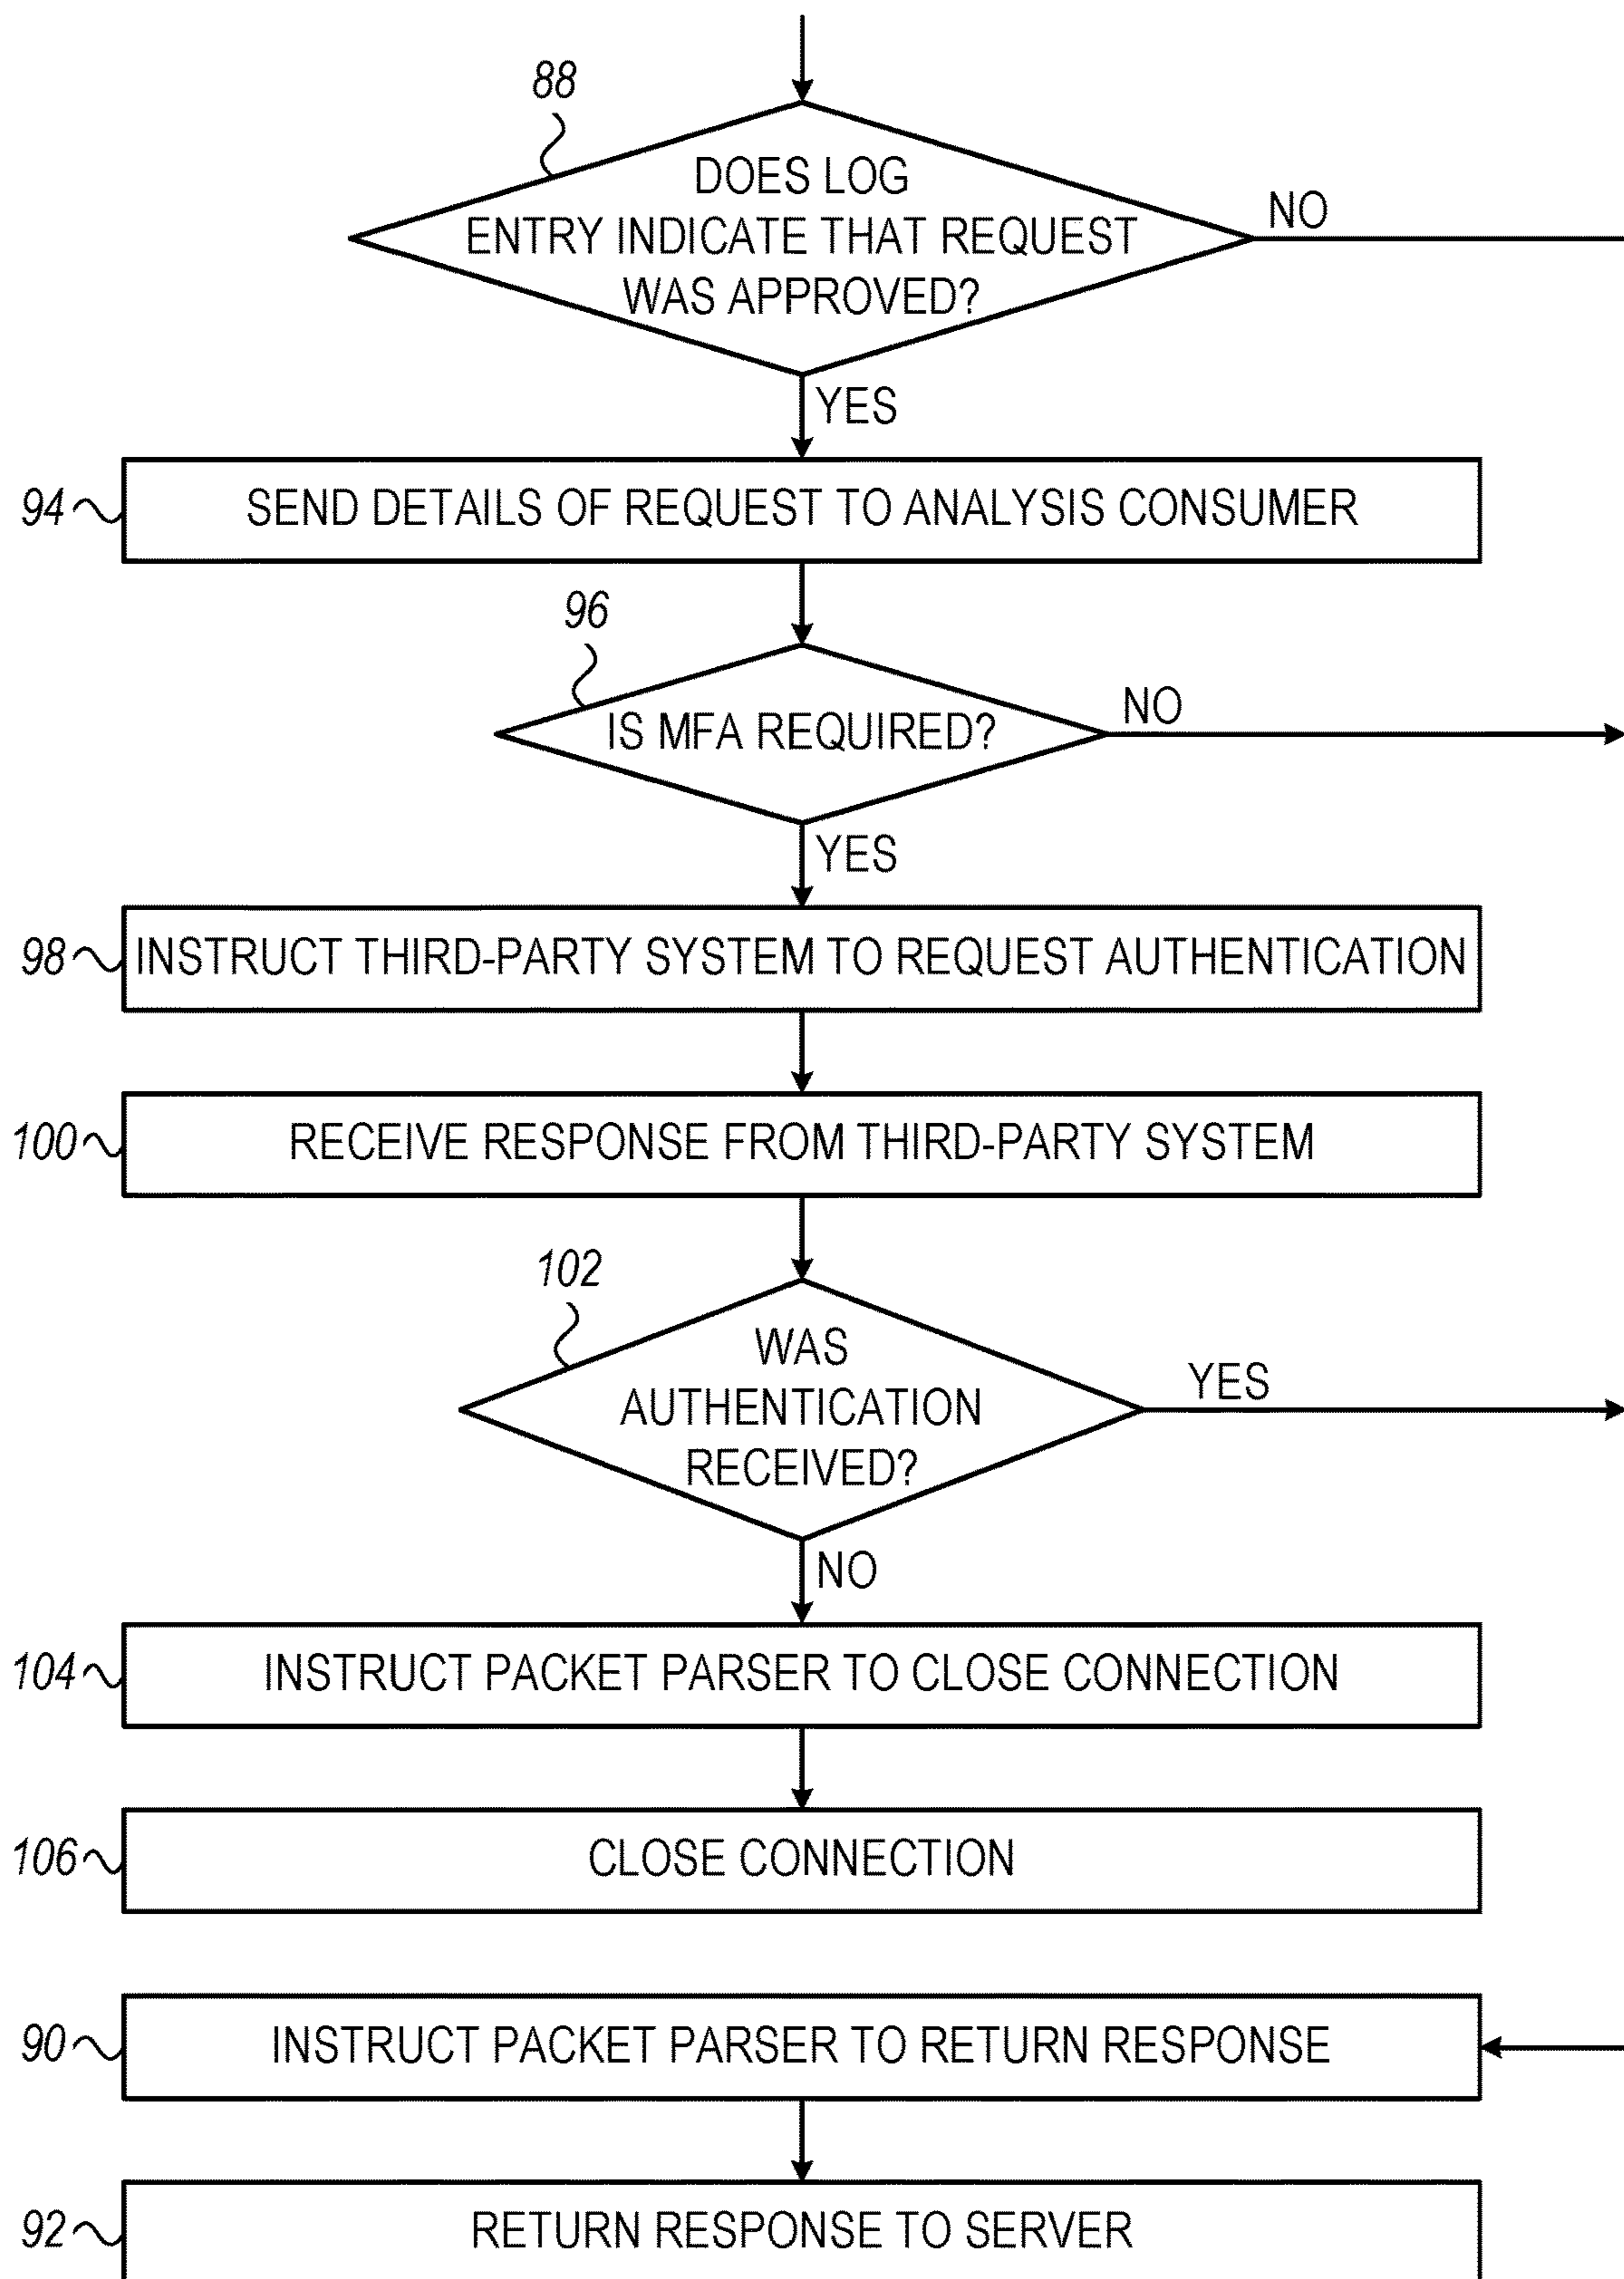 88
DOES LOG
ENTRY INDICATE THAT REQUEST
WAS APPROVED?
NO
YES
94
SEND DETAILS OF REQUEST TO ANALYSIS CONSUMER
96
IS MFA REQUIRED?
NO
YES
98
INSTRUCT THIRD-PARTY SYSTEM TO REQUEST AUTHENTICATION
100
RECEIVE RESPONSE FROM THIRD-PARTY SYSTEM
102
WAS
AUTHENTICATION
RECEIVED?
YES
NO
104
INSTRUCT PACKET PARSER TO CLOSE CONNECTION
106
CLOSE CONNECTION
90
INSTRUCT PACKET PARSER TO RETURN RESPONSE
92
RETURN RESPONSE TO SERVER